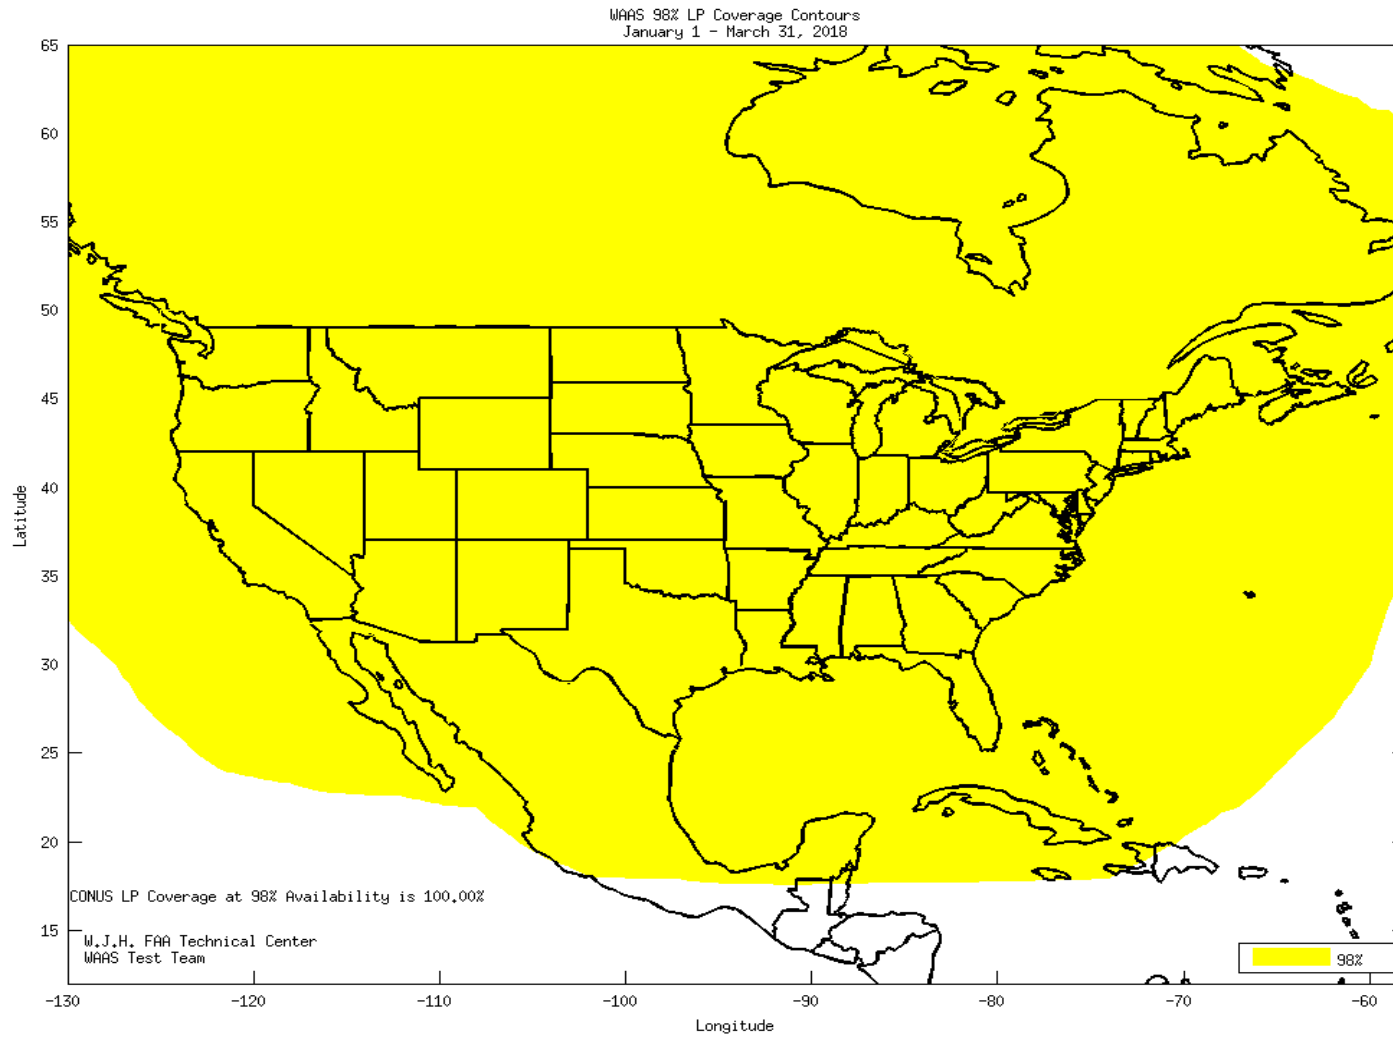 WAAS 98% LP Coverage Contours
January 1 - March 31, 2018
65
60
55
50
45
40
35
30
25
20
15
Latitude
CONUS LP Coverage at 98% Availability is 100.00%
W.J.H. FAA Technical Center
WAAS Test Team
98%
-130
-120
-110
-100
-90
-80
-70
-60
Longitude